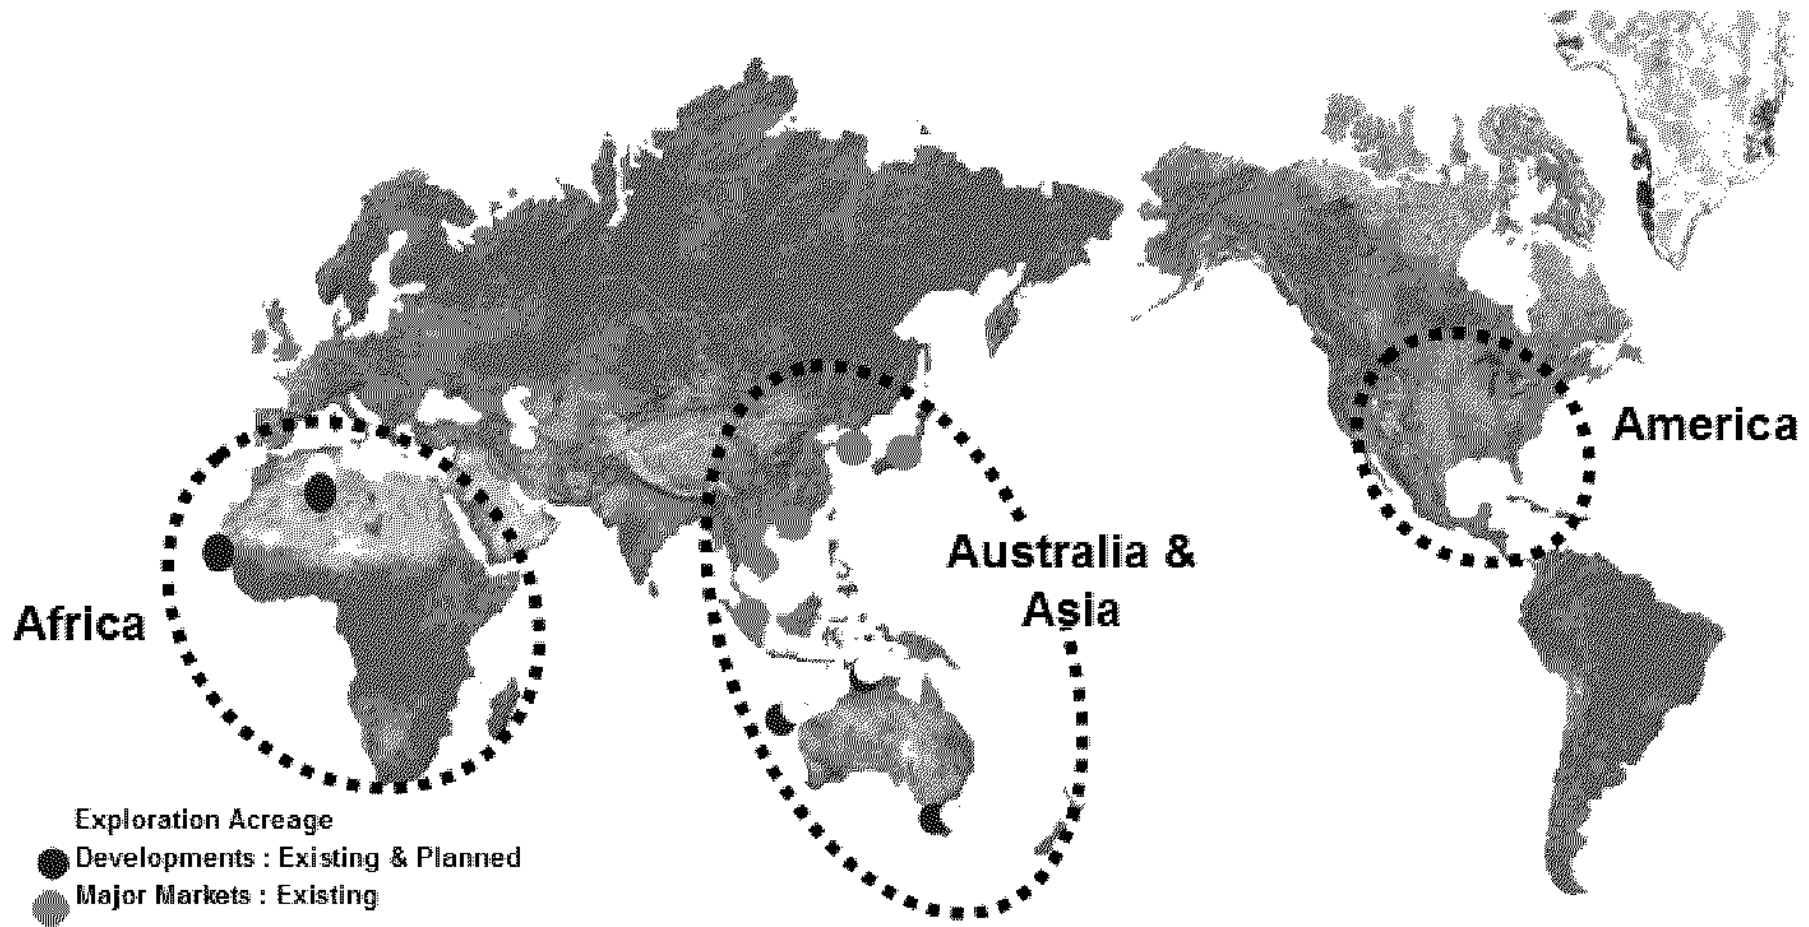 America
Australia &
Asia
Africa
Exploration Acreage
Developments : Existing & Planned
Major Markets : Existing